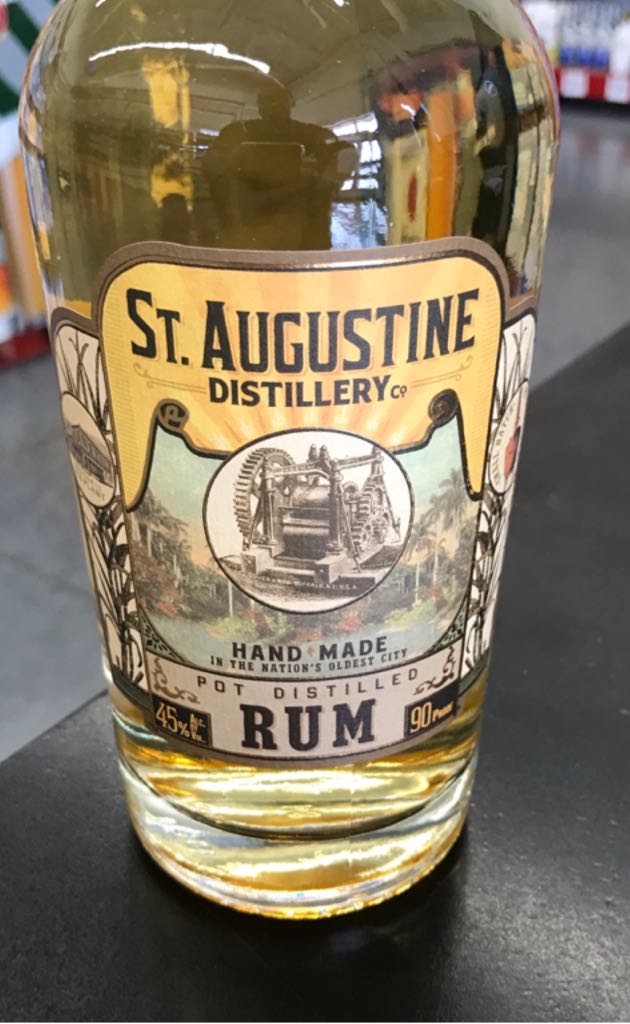 ST. AUGUSTINE
DISTILLERY Co
HAND MADE
IN THE NATION'S OLDEST CITY
POT DISTILLED
45% ALC. BY VOL.
RUM
90 PROOF